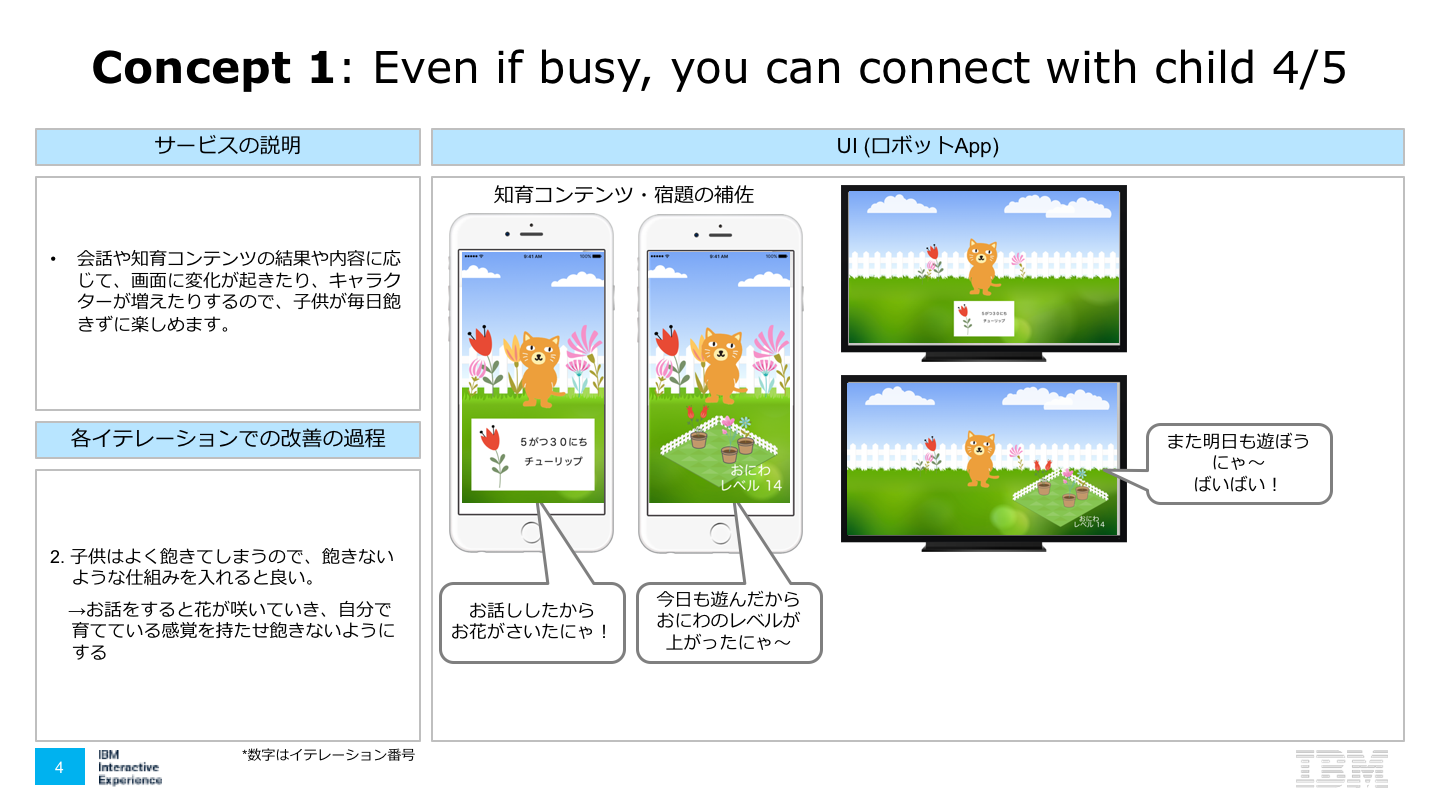 Concept 1: Even if busy, you can connect with child 4/5
サービスの説明
• 会話や知育コンテンツの結果や内容に応
じて、画面に変化が起きたり、キャラク
ターが増えたりするので、子供が毎日飽
きずに楽しめます。
各イテレーションでの改善の過程
2. 子供はよく飽きてしまうので、飽きない
ような仕組みを入れると良い。
→お話をすると花が咲いていき、自分で
育てている感覚を持たせ飽きないように
する
UI (ロボットApp)
知育コンテンツ・宿題の補佐
9:41 AM 100%
5がつ30にち
チューリップ
お話ししたから
お花がさいたにゃ！
9:41 AM 100%
おにわ
レベル 14
今日も遊んだから
おにわのレベルが
上がったにゃ～
5がつ30にち
チューリップ
おにわ
レベル 14
また明日も遊ぼう
にゃ～
ばいばい！
4
IBM
Interactive
Experience
*数字はイテレーション番号
IBM